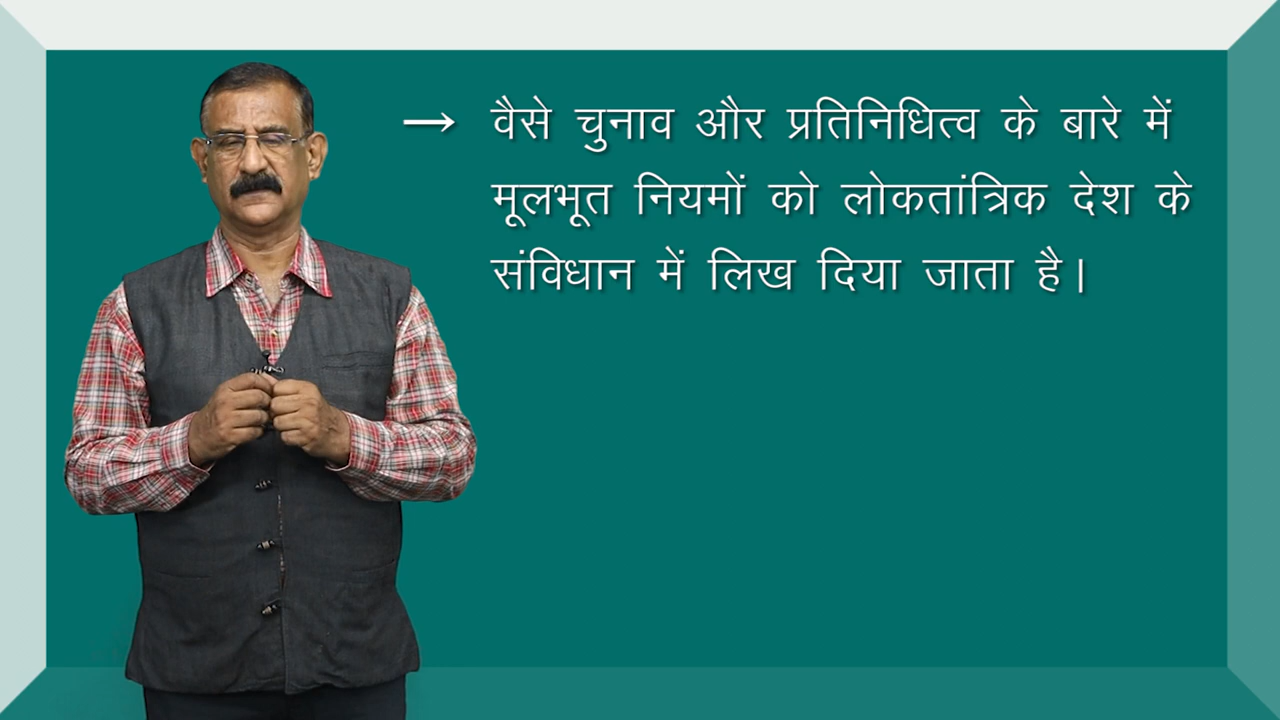 → वैसे चुनाव और प्रतिनिधित्व के बारे में
मूलभूत नियमों को लोकतांत्रिक देश के
संविधान में लिख दिया जाता है।